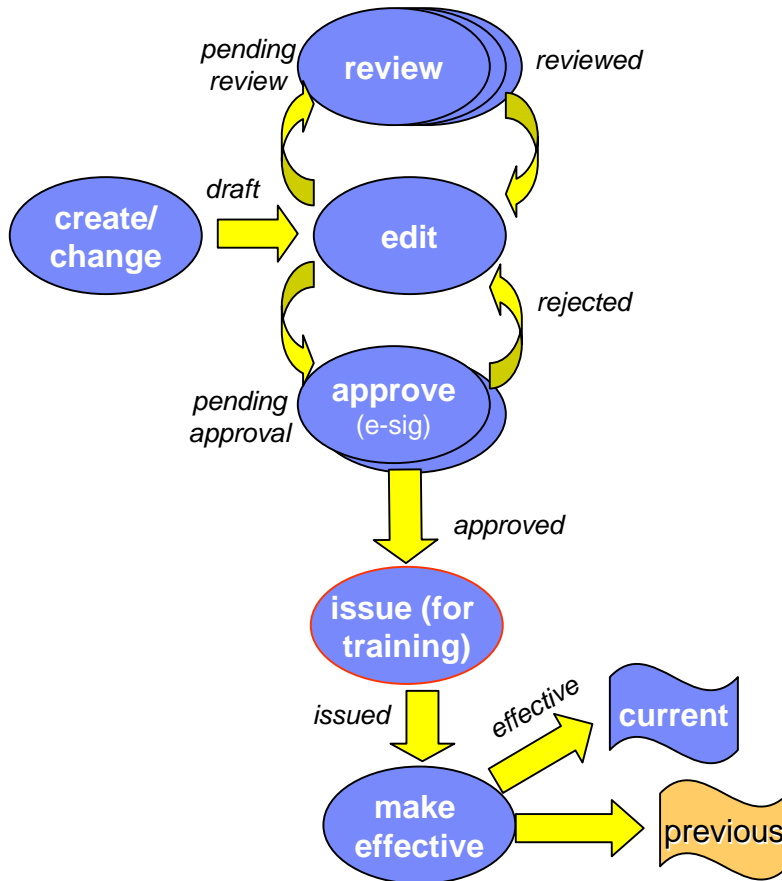 pending
review
review
reviewed
draft
create/
change
edit
rejected
pending
approval
approve
(e-sig)
approved
issue (for
training)
issued
effective
current
make
effective
previous